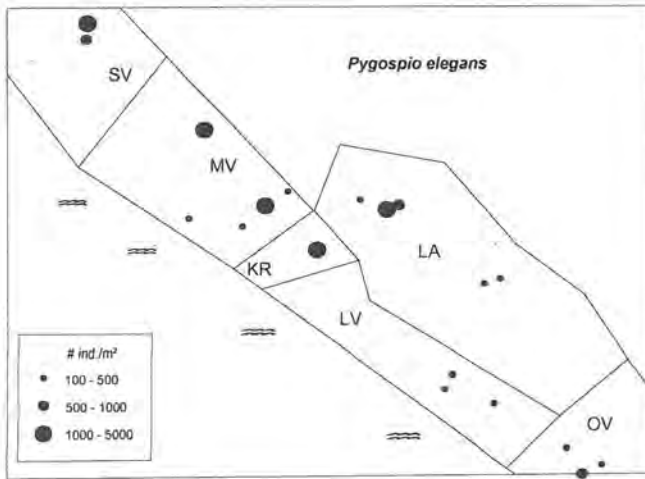 Pygospio elegans
SV
MV
LA
KR
LV
OV
# ind./m²
100 - 500
500 - 1000
1000 - 5000